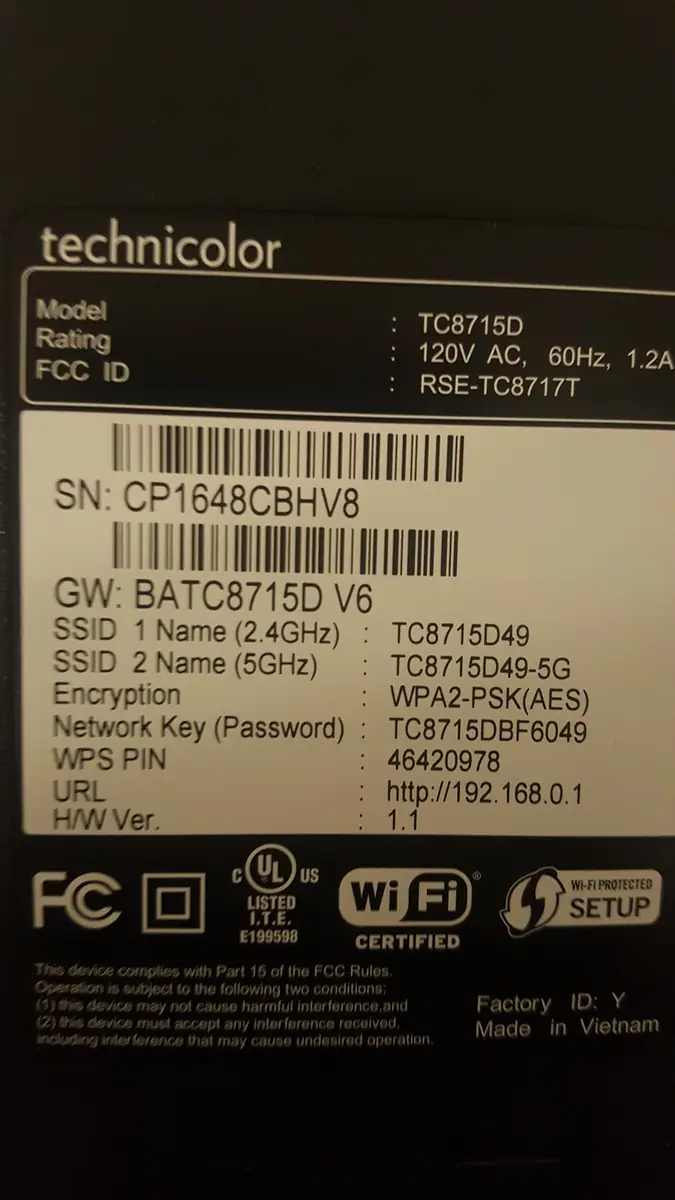 technicolor
Model : TC8715D
Rating : 120V AC, 60Hz, 1.2A
FCC ID : RSE-TC8717T
SN: CP1648CBHV8
GW: BATC8715D V6
SSID 1 Name (2.4GHz) : TC8715D49
SSID 2 Name (5GHz) : TC8715D49-5G
Encryption : WPA2-PSK(AES)
Network Key (Password) : TC8715DBF6049
WPS PIN : 46420978
URL : http://192.168.0.1
H/W Ver. : 1.1
FC
C UL US
LISTED
I.T.E.
E199598
Wi Fi ®
CERTIFIED
WI-FI PROTECTED
SETUP
This device complies with Part 15 of the FCC Rules.
Operation is subject to the following two conditions:
(1) this device may not cause harmful interference,and
(2) this device must accept any interference received,
including interference that may cause undesired operation.
Factory ID: Y
Made in Vietnam